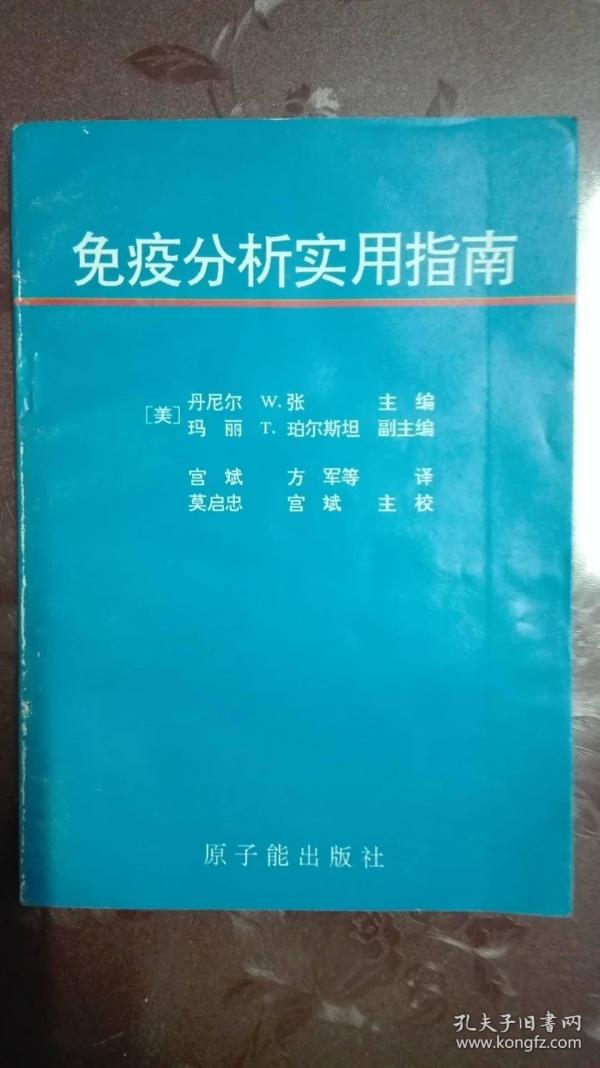 免疫分析实用指南
[美]丹尼尔 W.张 主编
玛丽 T.珀尔斯坦 副主编
宫斌 方军等 译
莫启忠 宫斌 主校
原子能出版社
孔夫子旧書网
www.kongfz.com